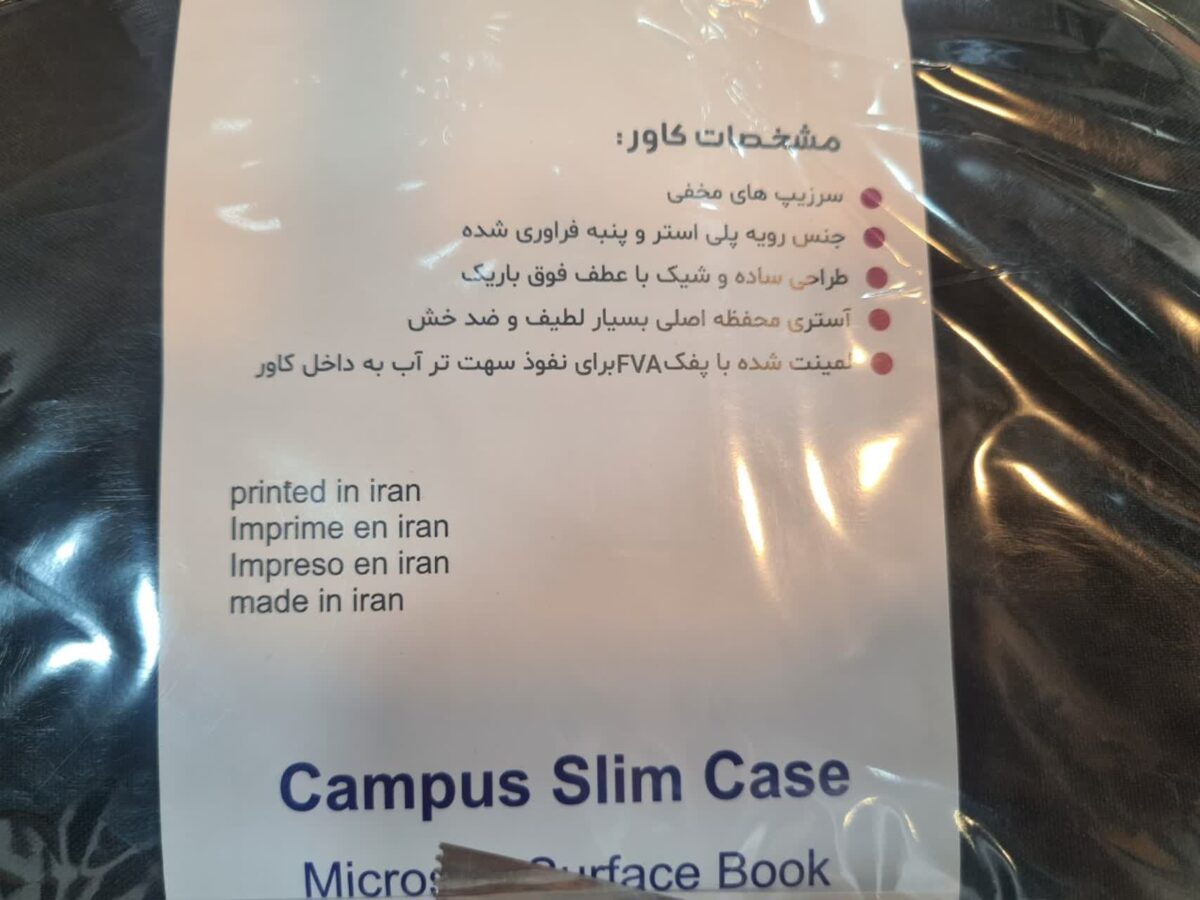 مشخصات کاور:
سرزیپ های مخفی
جنس رویه پلی استر و پنبه فراوری شده
طراحی ساده و شیک با عطف فوق باریک
آستری محفظه اصلی بسیار لطیف و ضد خش
لمینت شده با پفکFVAبرای نفوذ سهت تر آب به داخل کاور
printed in iran
Imprime en iran
Impreso en iran
made in iran
Campus Slim Case
Surface Book